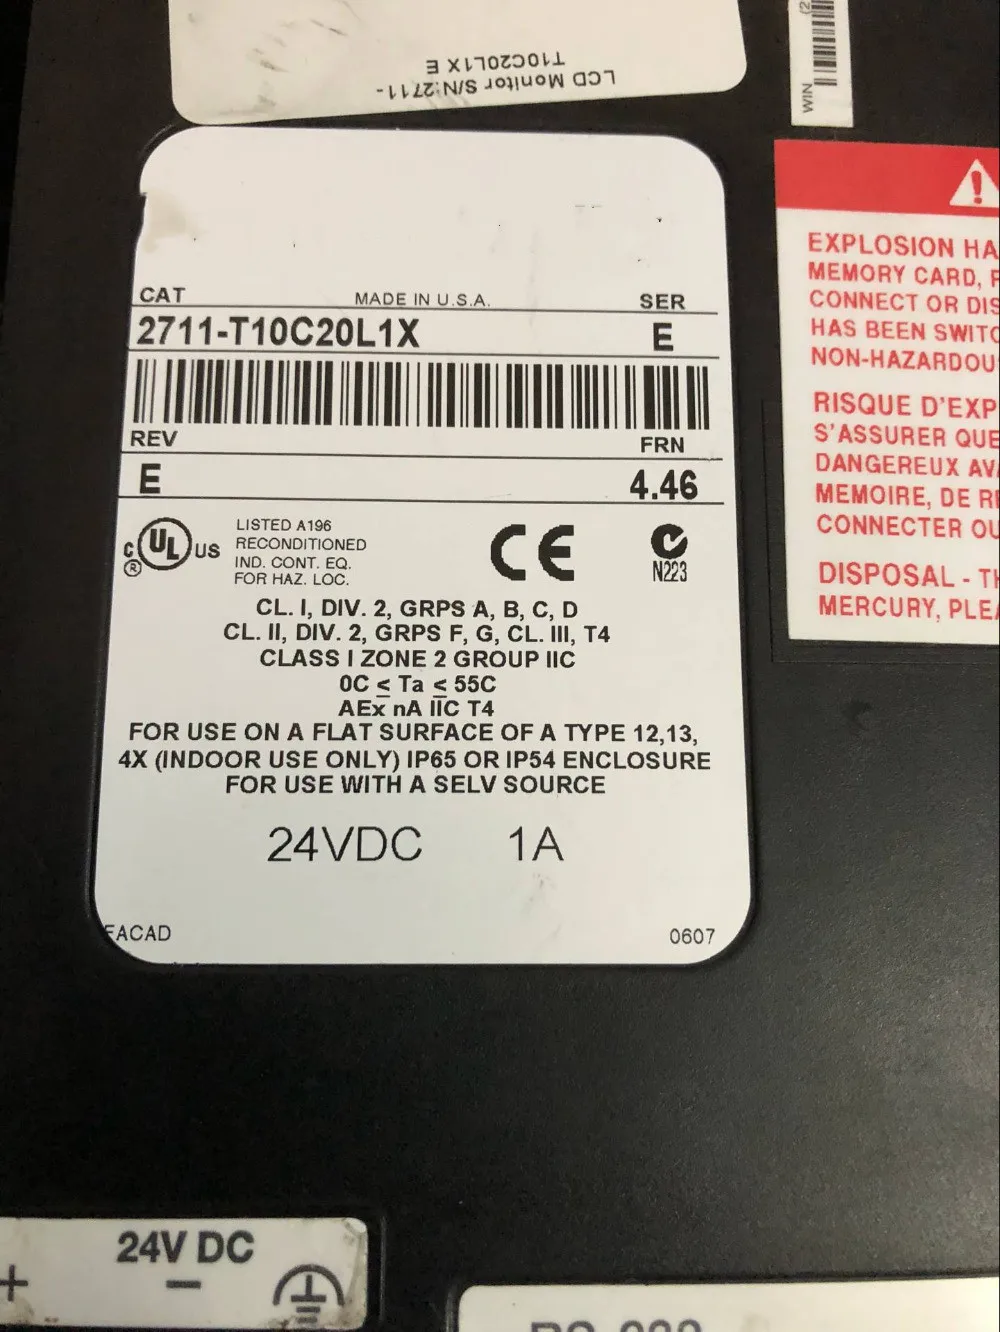 LCD Monitor S/N:2711-
T10C20L1X E
WIN
(2
CAT MADE IN U.S.A. SER
2711-T10C20L1X E
REV FRN
E 4.46
C UL US ®
LISTED A196
RECONDITIONED
IND. CONT. EQ.
FOR HAZ. LOC.
CE
N223
CL. I, DIV. 2, GRPS A, B, C, D
CL. II, DIV. 2, GRPS F, G, CL. III, T4
CLASS I ZONE 2 GROUP IIC
0C ≤ Ta ≤ 55C
AEx nA IIC T4
FOR USE ON A FLAT SURFACE OF A TYPE 12,13,
4X (INDOOR USE ONLY) IP65 OR IP54 ENCLOSURE
FOR USE WITH A SELV SOURCE
24VDC 1A
FACAD 0607
EXPLOSION HA
MEMORY CARD,
CONNECT OR DIS
HAS BEEN SWITC
NON-HAZARDOU
RISQUE D'EXP
S'ASSURER QUE
DANGEREUX AV
MEMOIRE, DE RE
CONNECTER OU
DISPOSAL - TH
MERCURY, PLEA
24V DC
+ −